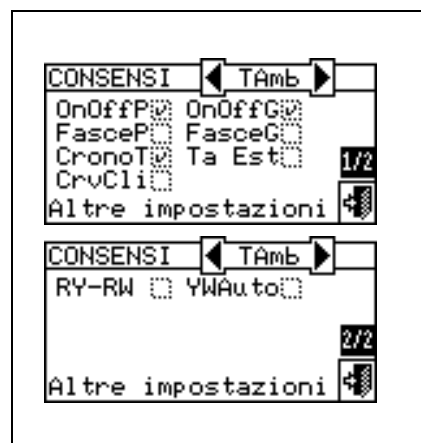 CONSENSI TAmb
OnOffP OnOffG
FasceP FasceG
CronoT Ta Est
CrvCli 1/2
Altre impostazioni
CONSENSI TAmb
RY-RW YWAuto
2/2
Altre impostazioni